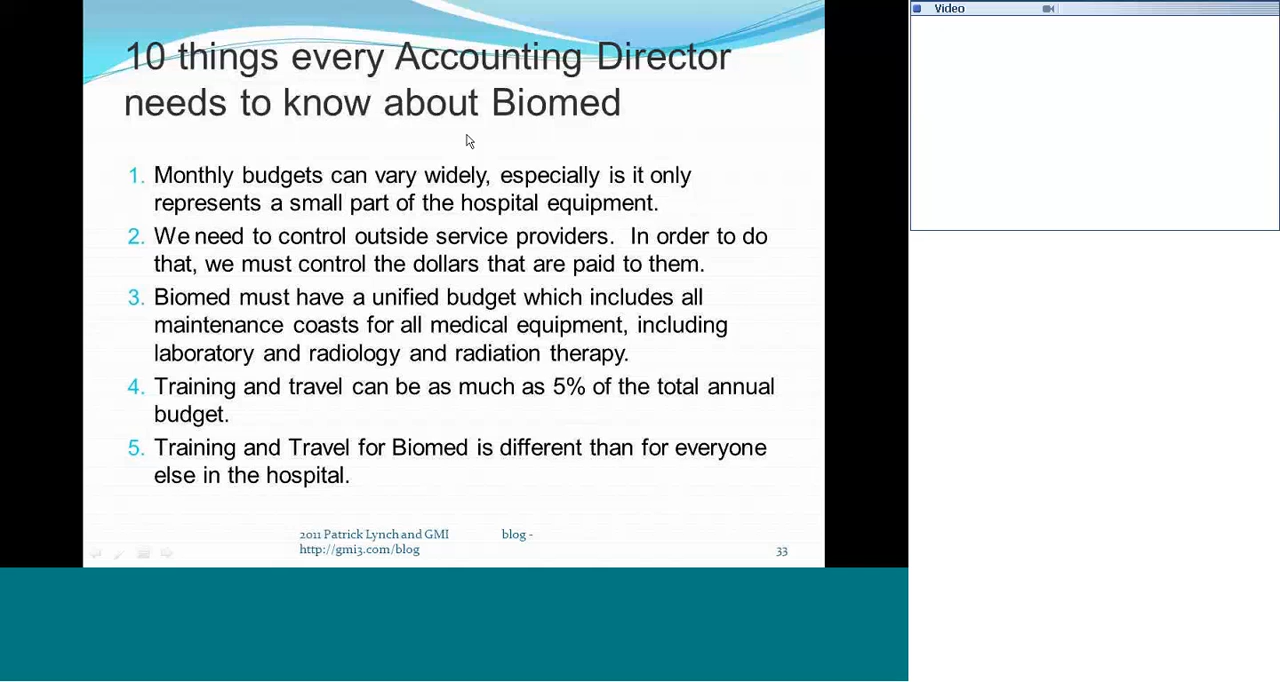 Video
10 things every Accounting Director
needs to know about Biomed
1. Monthly budgets can vary widely, especially is it only
represents a small part of the hospital equipment.
2. We need to control outside service providers.  In order to do
that, we must control the dollars that are paid to them.
3. Biomed must have a unified budget which includes all
maintenance coasts for all medical equipment, including
laboratory and radiology and radiation therapy.
4. Training and travel can be as much as 5% of the total annual
budget.
5. Training and Travel for Biomed is different than for everyone
else in the hospital.
2011 Patrick Lynch and GMI blog -
http://gmi3.com/blog
33